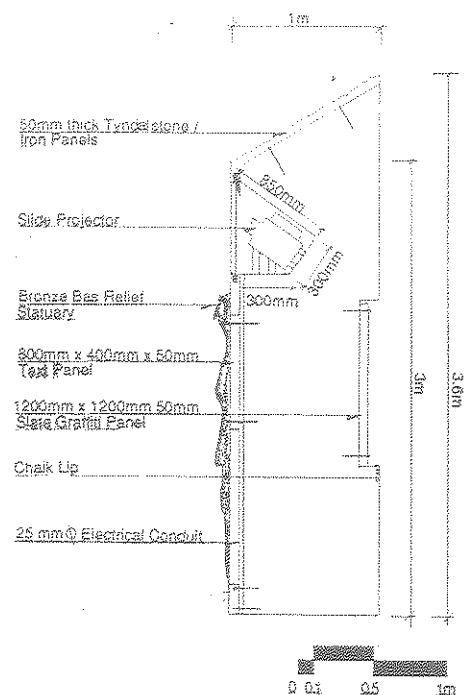 1m
50mm thick Tyndalstone /
Iron Panels
850mm
Slide Projector
300mm
300mm
Bronze Bas Relief
Statuary
800mm x 400mm x 50mm
Text Panel
1200mm x 1200mm 50mm
Slate Graffiti Panel
3m
3.6m
Chalk Lip
25 mm Φ Electrical Conduit
0 0.1 0.5 1m